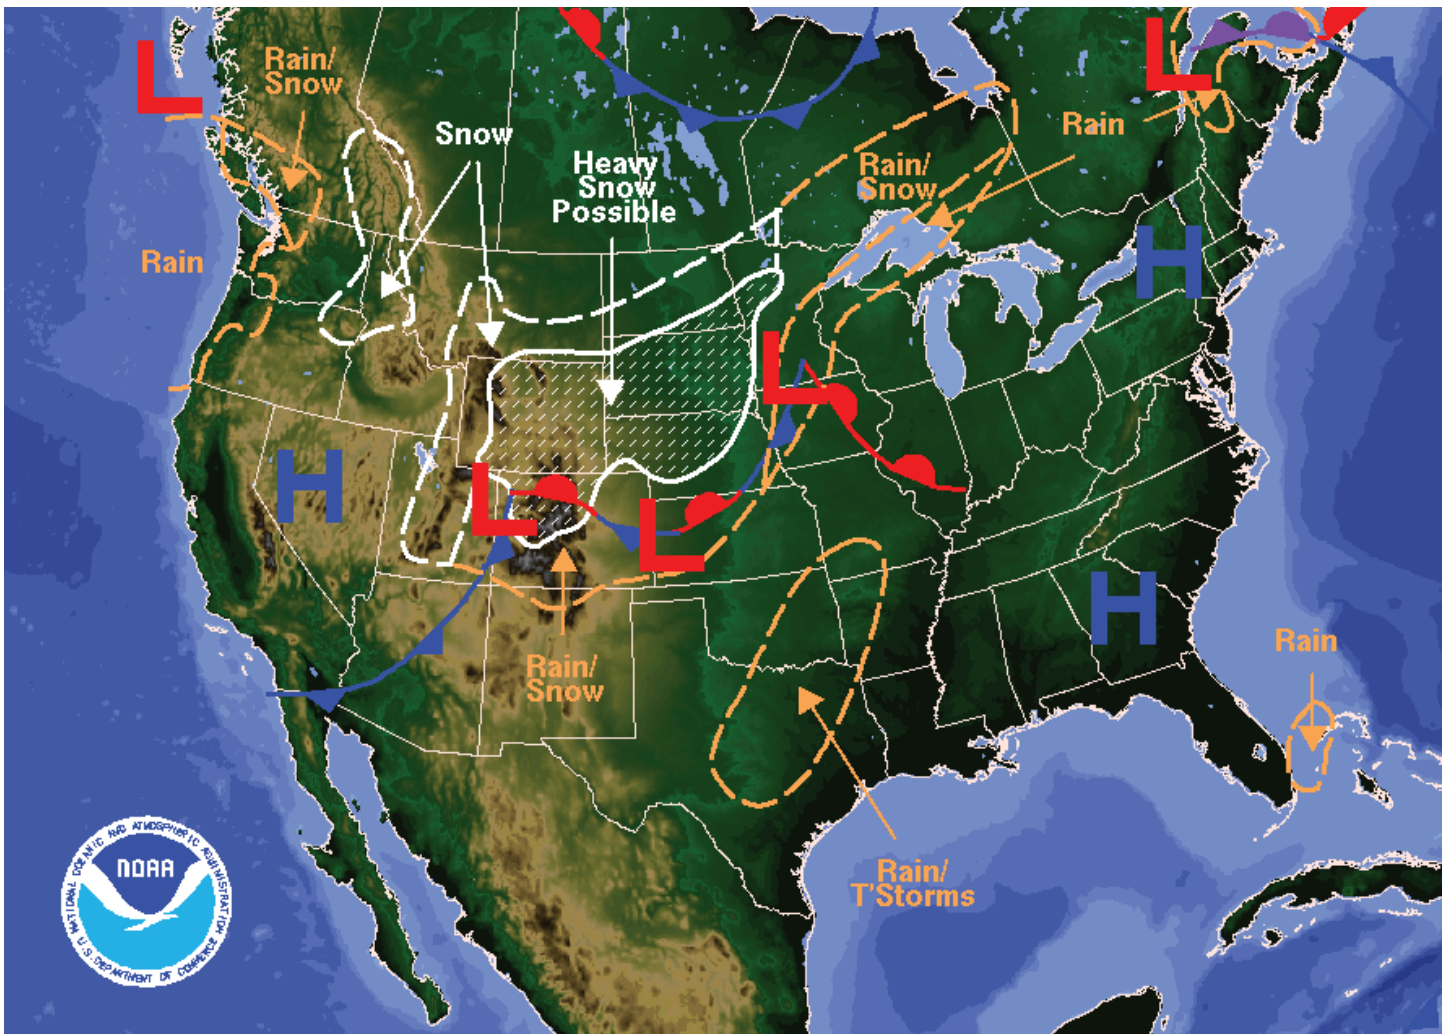 L
Rain/
Snow
Snow
Heavy
Snow
Possible
Rain/
Snow
L
Rain
Rain
H
L
H
L
L
Rain/
Snow
H
Rain
Rain/
T'Storms
NOAA
NATIONAL OCEANIC AND ATMOSPHERIC ADMINISTRATION
U.S. DEPARTMENT OF COMMERCE